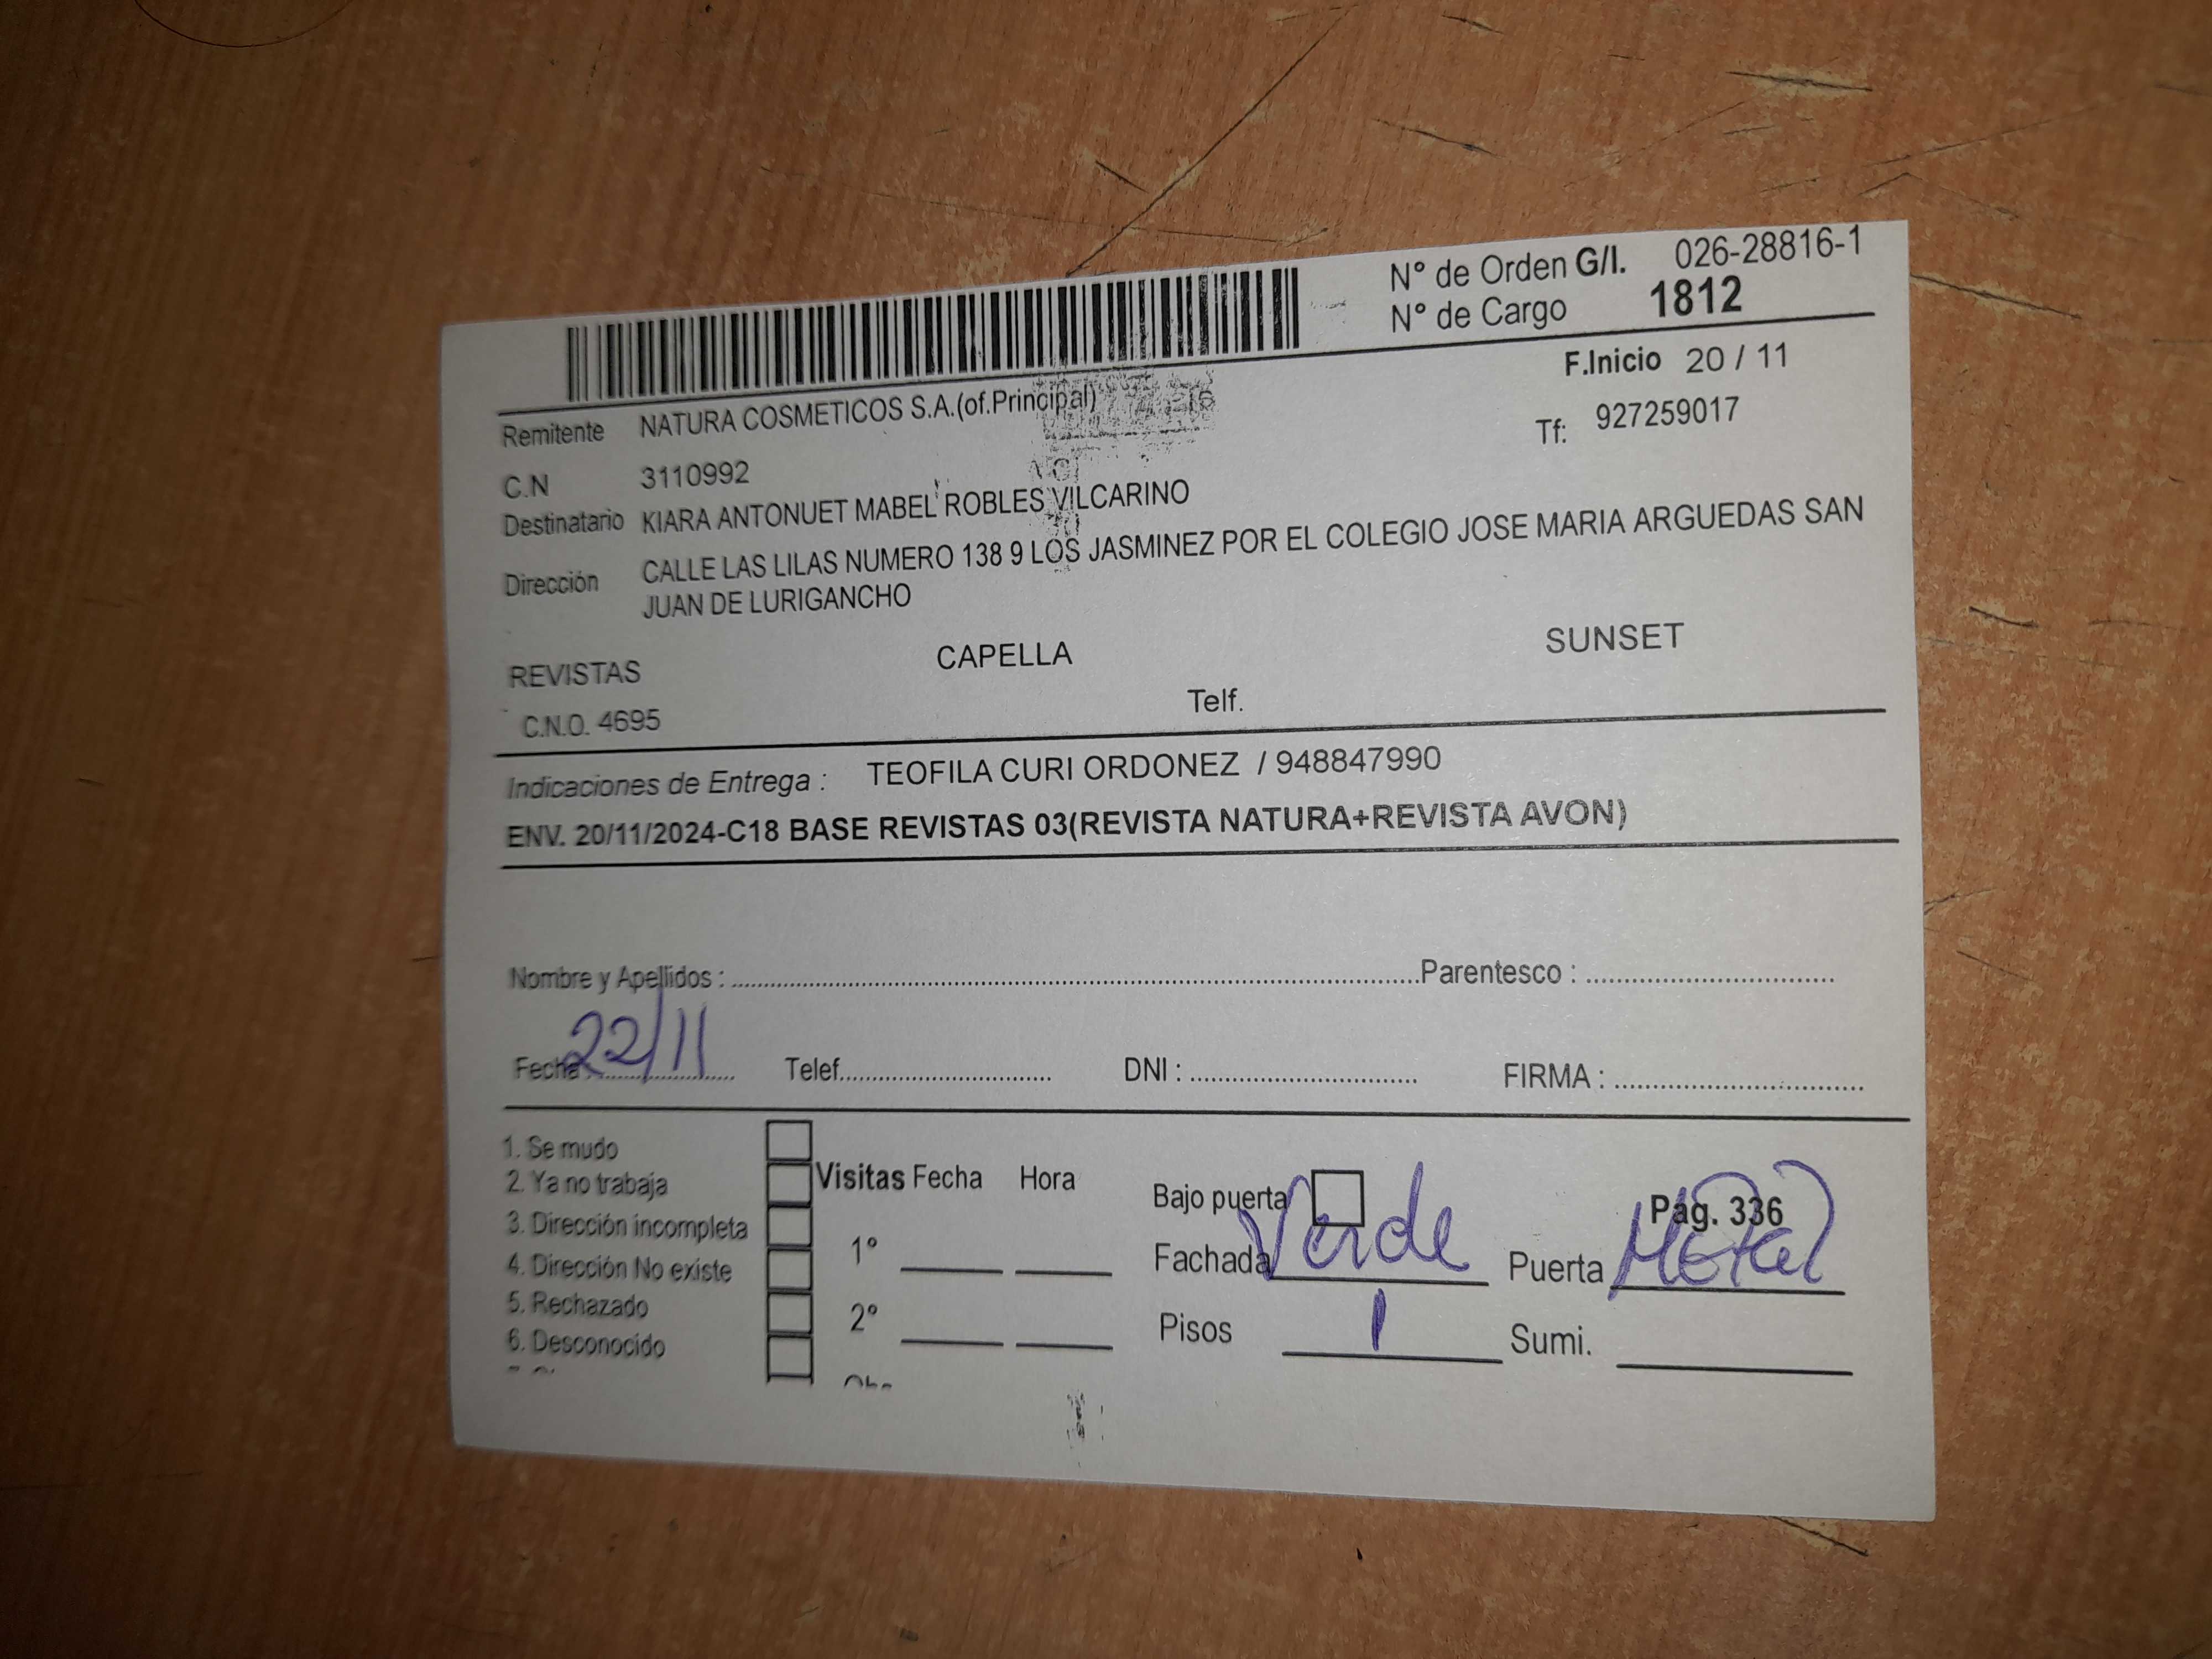 N° de Orden G/I. 026-28816-1
N° de Cargo 1812
F.Inicio 20 / 11
Remitente NATURA COSMETICOS S.A.(of.Principal)
Tf: 927259017
C.N 3110992
Destinatario KIARA ANTONUET MABEL ROBLES VILCARINO
Dirección CALLE LAS LILAS NUMERO 138 9 LOS JASMINEZ POR EL COLEGIO JOSE MARIA ARGUEDAS SAN
JUAN DE LURIGANCHO
REVISTAS CAPELLA SUNSET
C.N.O. 4695 Telf.
Indicaciones de Entrega : TEOFILA CURI ORDONEZ / 948847990
ENV. 20/11/2024-C18 BASE REVISTAS 03(REVISTA NATURA+REVISTA AVON)
Nombre y Apellidos : Parentesco :
Fecha : 22/11 Telef. DNI : FIRMA :
1. Se mudo
2. Ya no trabaja
3. Dirección incompleta
4. Dirección No existe
5. Rechazado
6. Desconocido
Visitas Fecha Hora
1°
2°
Bajo puerta Pág. 336
Fachada Verde Puerta Metal
Pisos 1 Sumi.